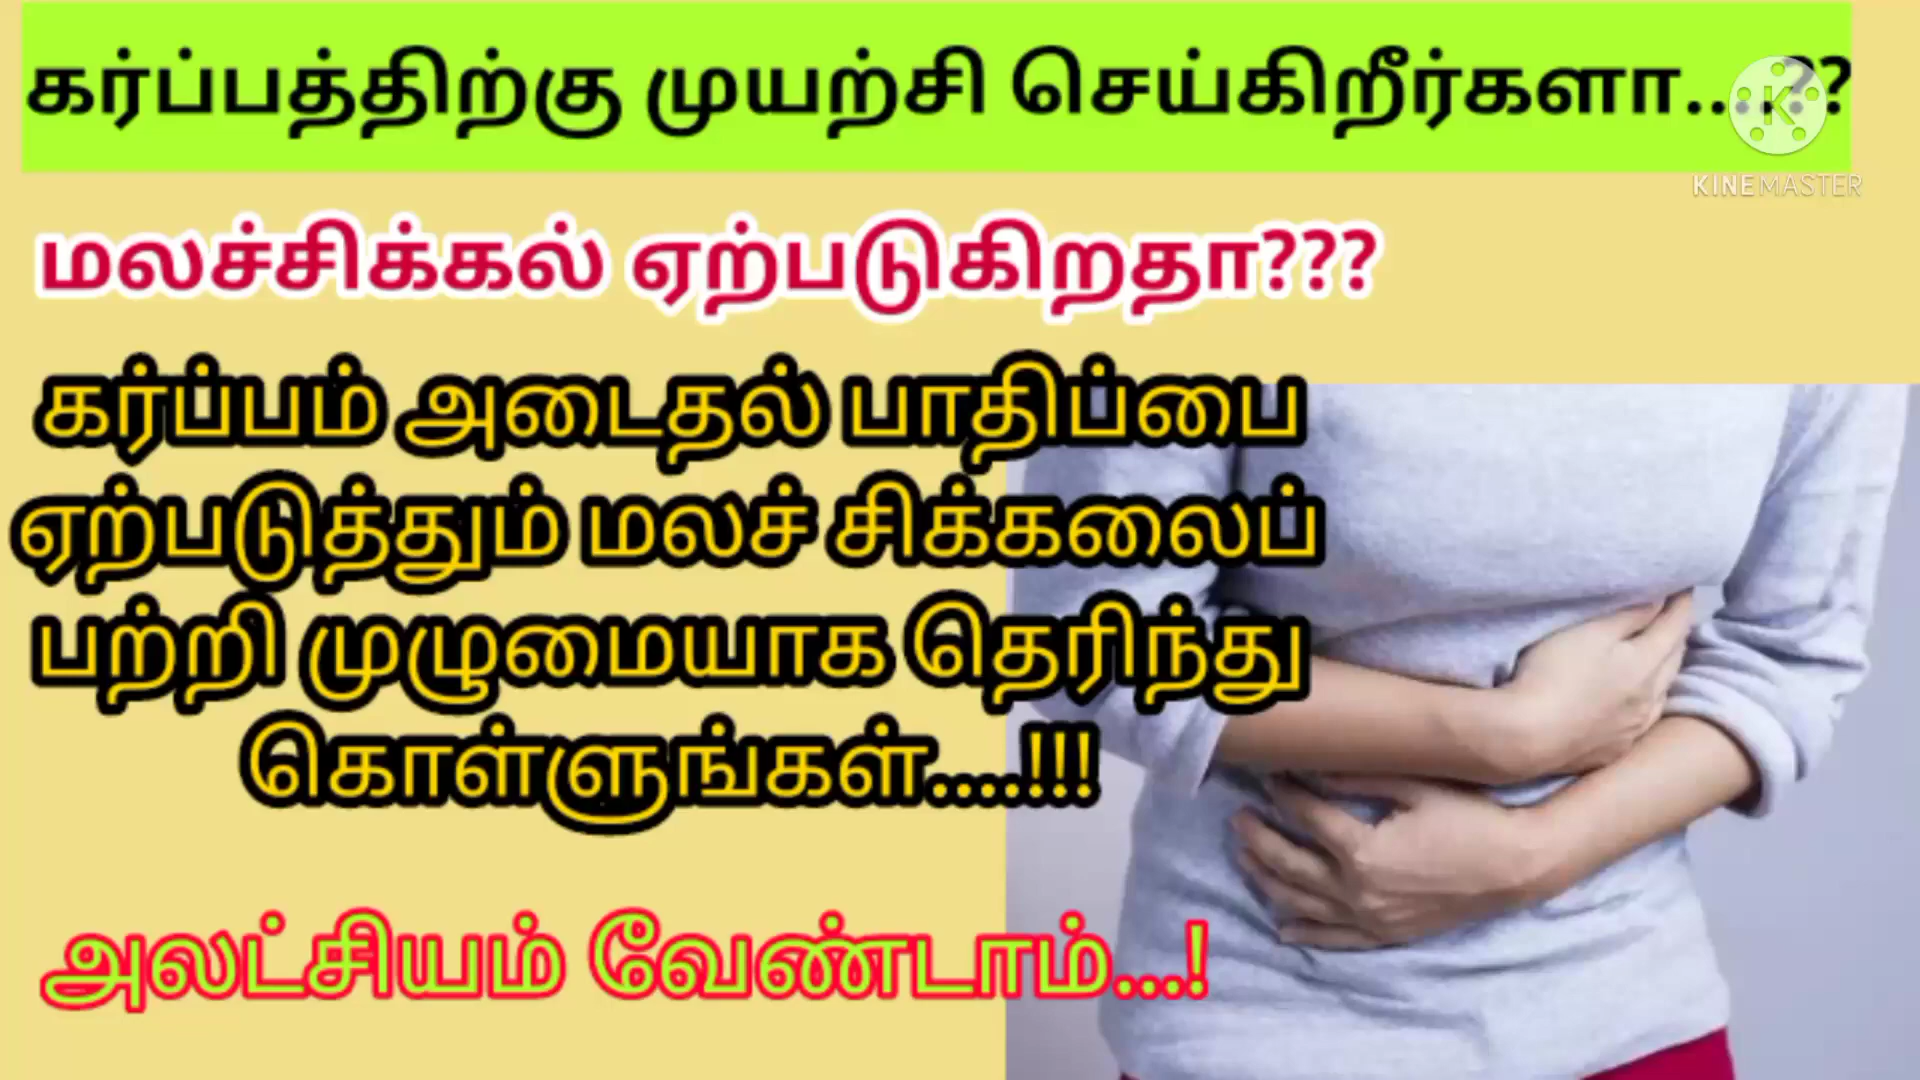 கர்ப்பத்திற்கு முயற்சி செய்கிறீர்களா.....??
KINEMASTER
மலச்சிக்கல் ஏற்படுகிறதா???
கர்ப்பம் அடைதல் பாதிப்பை
ஏற்படுத்தும் மலச் சிக்கலைப்
பற்றி முழுமையாக தெரிந்து
கொள்ளுங்கள்....!!!
அலட்சியம் வேண்டாம்...!